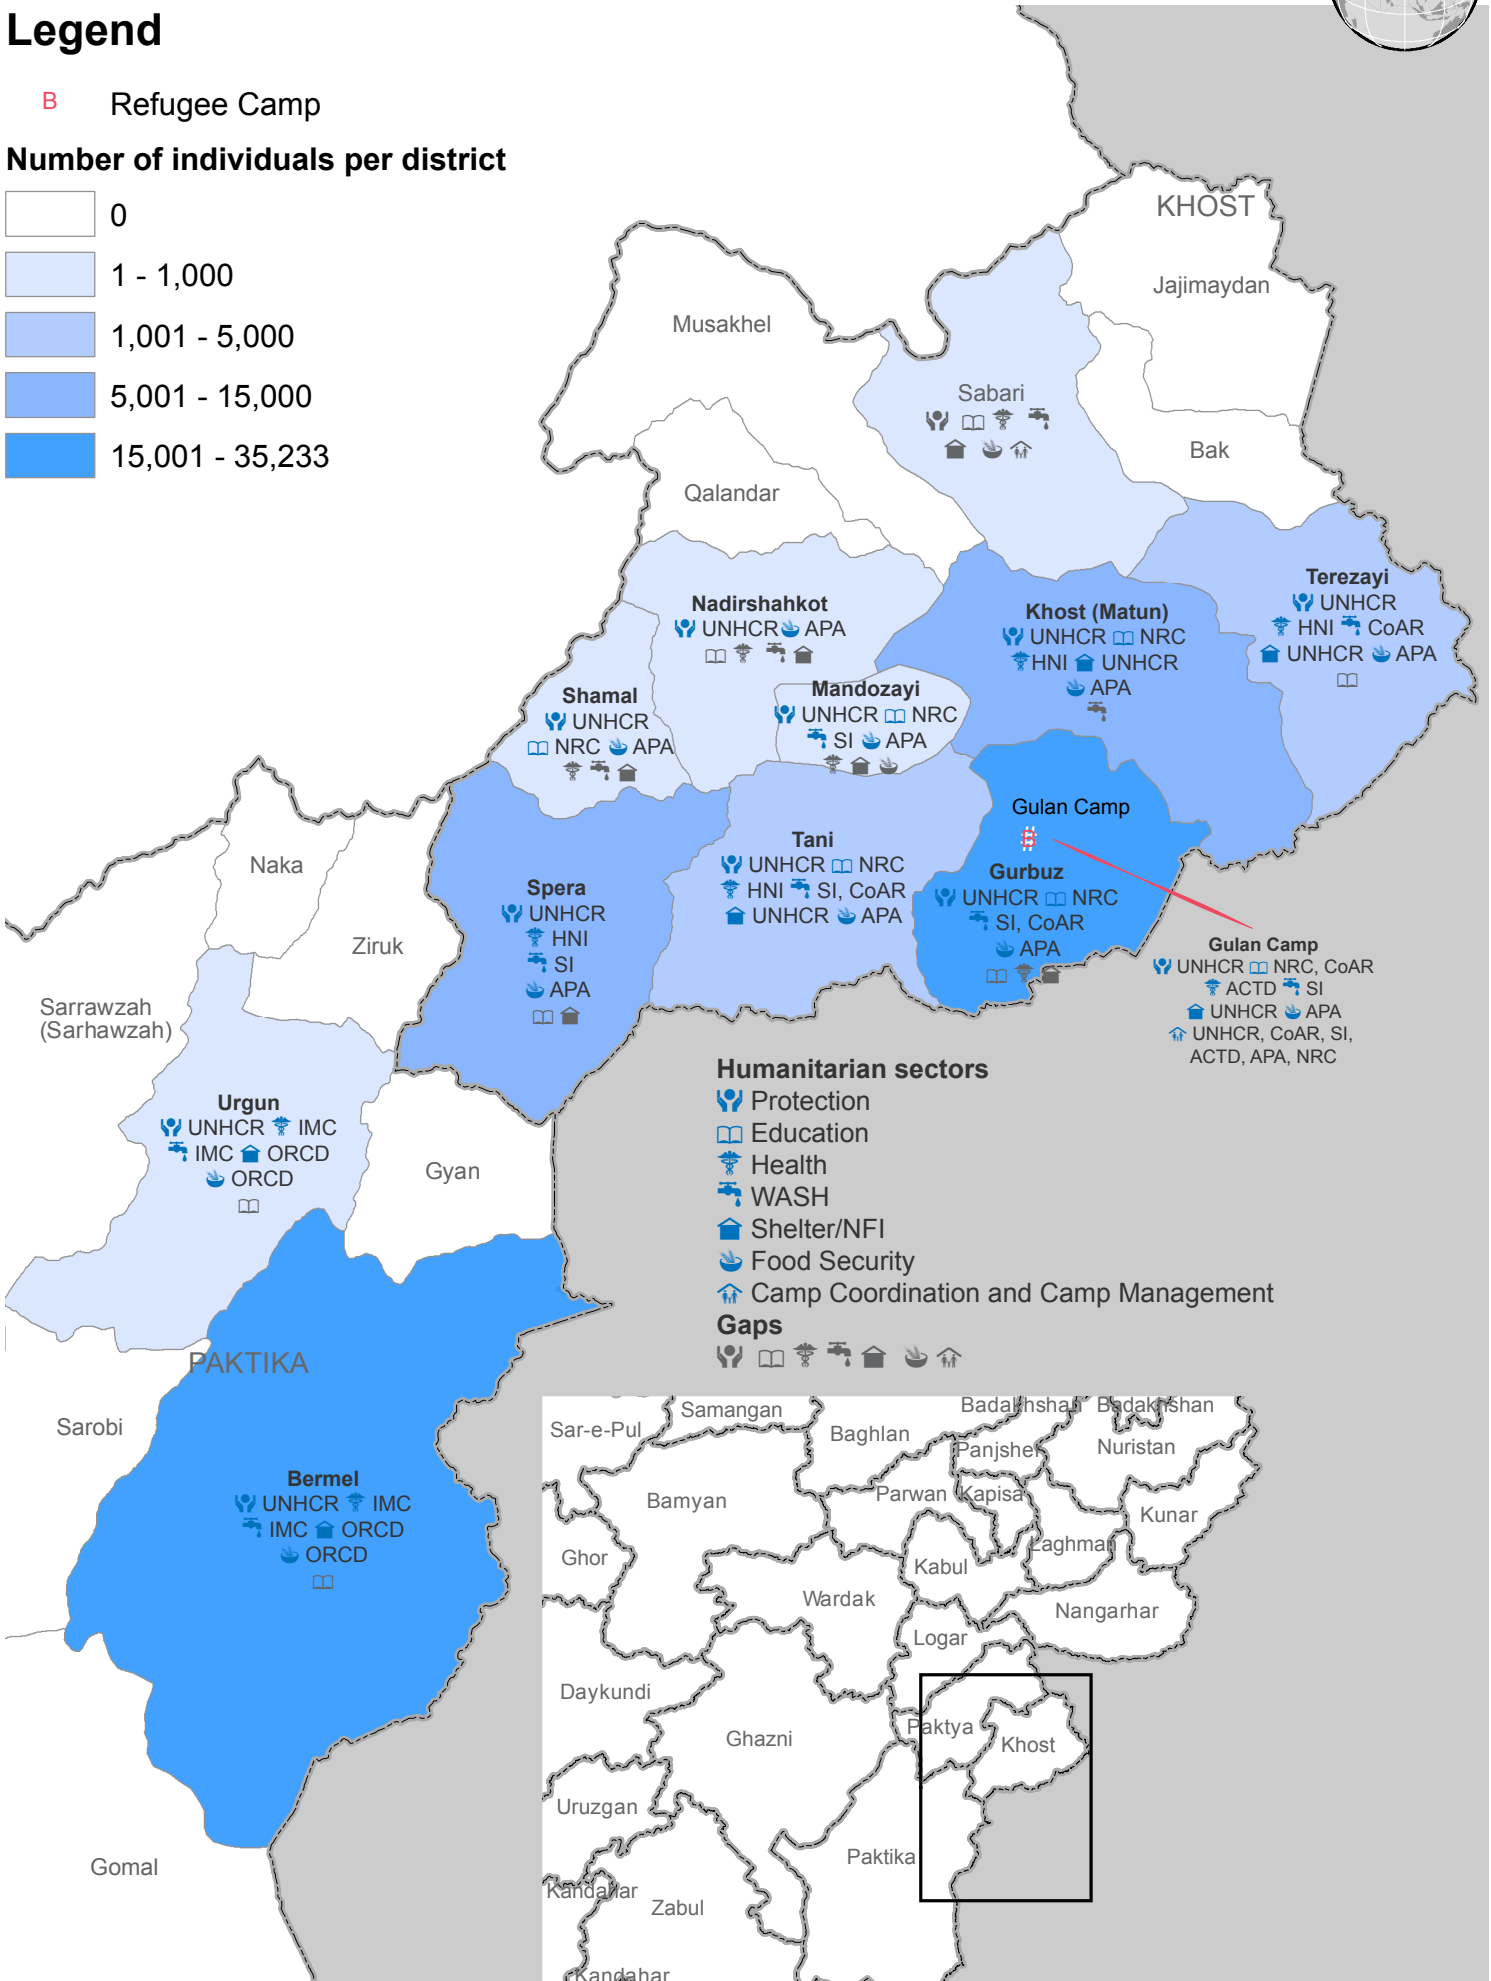 Legend
B Refugee Camp
Number of individuals per district
0
1 - 1,000
1,001 - 5,000
5,001 - 15,000
15,001 - 35,233
KHOST
Jajimaydan
Musakhel
Sabari
Bak
Qalandar
Terezayi
UNHCR
HNI CoAR
UNHCR APA
Nadirshahkot
UNHCR APA
Khost (Matun)
UNHCR NRC
HNI UNHCR
APA
Shamal
UNHCR
NRC APA
Mandozayi
UNHCR NRC
SI APA
Gulan Camp
B
Gurbuz
UNHCR NRC
SI, CoAR
APA
Tani
UNHCR NRC
HNI SI, CoAR
UNHCR APA
Spera
UNHCR
HNI
SI
APA
Naka
Ziruk
Gulan Camp
UNHCR NRC, CoAR
ACTD SI
UNHCR APA
UNHCR, CoAR, SI,
ACTD, APA, NRC
Sarrawzah
(Sarhawzah)
Urgun
UNHCR IMC
IMC ORCD
ORCD
Gyan
Humanitarian sectors
Protection
Education
Health
WASH
Shelter/NFI
Food Security
Camp Coordination and Camp Management
Gaps
PAKTIKA
Sarobi
Bermel
UNHCR IMC
IMC ORCD
ORCD
Gomal
Sar-e-Pul
Samangan
Baghlan
Badakhshan
Badakhshan
Panjsher
Nuristan
Bamyan
Parwan
Kapisa
Kunar
Ghor
Kabul
Laghman
Wardak
Nangarhar
Logar
Daykundi
Ghazni
Paktya
Khost
Uruzgan
Paktika
Kandahar
Zabul
Kandahar